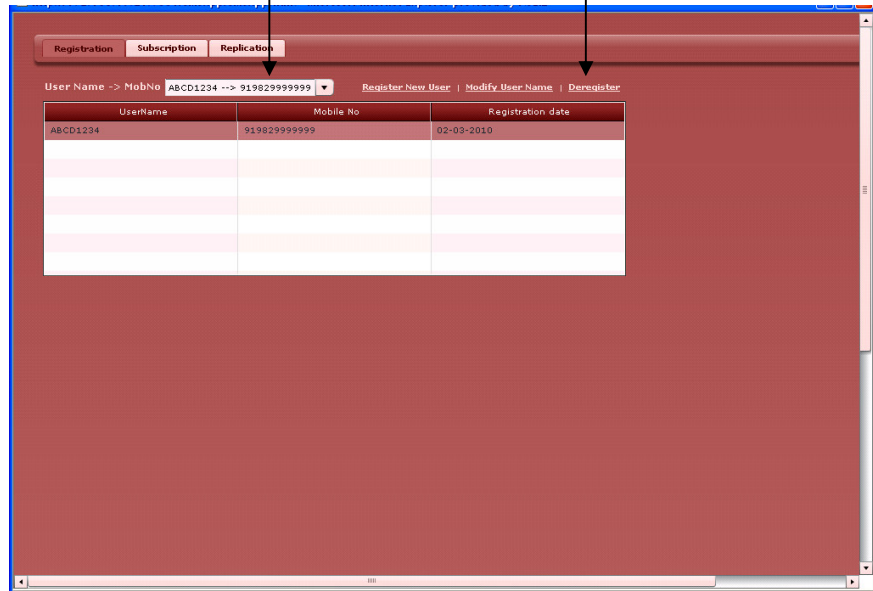 Registration Subscription Replication
User Name -> MobNo ABCD1234 --> 919829999999 Register New User | Modify User Name | Deregister
UserName Mobile No Registration date
ABCD1234 919829999999 02-03-2010